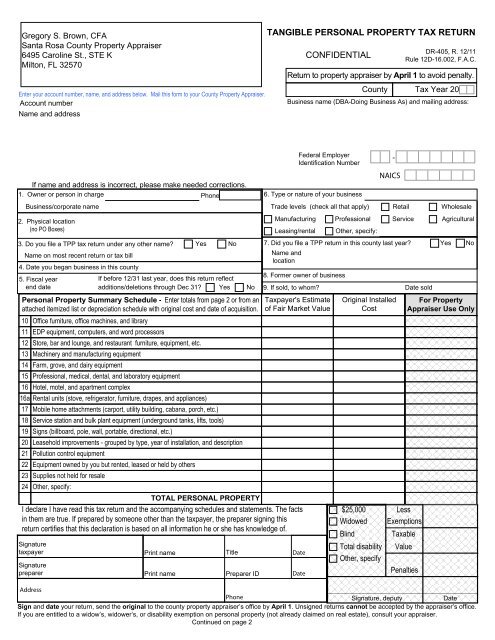 Gregory S. Brown, CFA
Santa Rosa County Property Appraiser
6495 Caroline St., STE K
Milton, FL 32570
TANGIBLE PERSONAL PROPERTY TAX RETURN
CONFIDENTIAL
DR-405, R. 12/11
Rule 12D-16.002, F.A.C.
Return to property appraiser by April 1 to avoid penalty.
County Tax Year 20
Enter your account number, name, and address below. Mail this form to your County Property Appraiser.
Account number
Name and address
Business name (DBA-Doing Business As) and mailing address:
Federal Employer
Identification Number
-
NAICS
If name and address is incorrect, please make needed corrections.
1. Owner or person in charge Phone
Business/corporate name
2. Physical location
(no PO Boxes)
3. Do you file a TPP tax return under any other name? Yes No
Name on most recent return or tax bill
4. Date you began business in this county
5. Fiscal year
end date
If before 12/31 last year, does this return reflect
additions/deletions through Dec 31? Yes No
6. Type or nature of your business
Trade levels (check all that apply) Retail Wholesale
Manufacturing Professional Service Agricultural
Leasing/rental Other, specify:
7. Did you file a TPP return in this county last year? Yes No
Name and
location
8. Former owner of business
9. If sold, to whom? Date sold
Personal Property Summary Schedule - Enter totals from page 2 or from an
attached itemized list or depreciation schedule with original cost and date of acquisition.
Taxpayer's Estimate
of Fair Market Value
Original Installed
Cost
For Property
Appraiser Use Only
10 Office furniture, office machines, and library
11 EDP equipment, computers, and word processors
12 Store, bar and lounge, and restaurant furniture, equipment, etc.
13 Machinery and manufacturing equipment
14 Farm, grove, and dairy equipment
15 Professional, medical, dental, and laboratory equipment
16 Hotel, motel, and apartment complex
16a Rental units (stove, refrigerator, furniture, drapes, and appliances)
17 Mobile home attachments (carport, utility building, cabana, porch, etc.)
18 Service station and bulk plant equipment (underground tanks, lifts, tools)
19 Signs (billboard, pole, wall, portable, directional, etc.)
20 Leasehold improvements - grouped by type, year of installation, and description
21 Pollution control equipment
22 Equipment owned by you but rented, leased or held by others
23 Supplies not held for resale
24 Other, specify:
TOTAL PERSONAL PROPERTY
I declare I have read this tax return and the accompanying schedules and statements. The facts
in them are true. If prepared by someone other than the taxpayer, the preparer signing this
return certifies that this declaration is based on all information he or she has knowledge of.
$25,000
Widowed
Blind
Total disability
Other, specify
Less
Exemptions
Taxable
Value
Penalties
Signature
taxpayer Print name Title Date
Signature
preparer Print name Preparer ID Date
Address
Phone
Signature, deputy Date
Sign and date your return, send the original to the county property appraiser's office by April 1. Unsigned returns cannot be accepted by the appraiser's office.
If you are entitled to a widow's, widower's, or disability exemption on personal property (not already claimed on real estate), consult your appraiser.
Continued on page 2